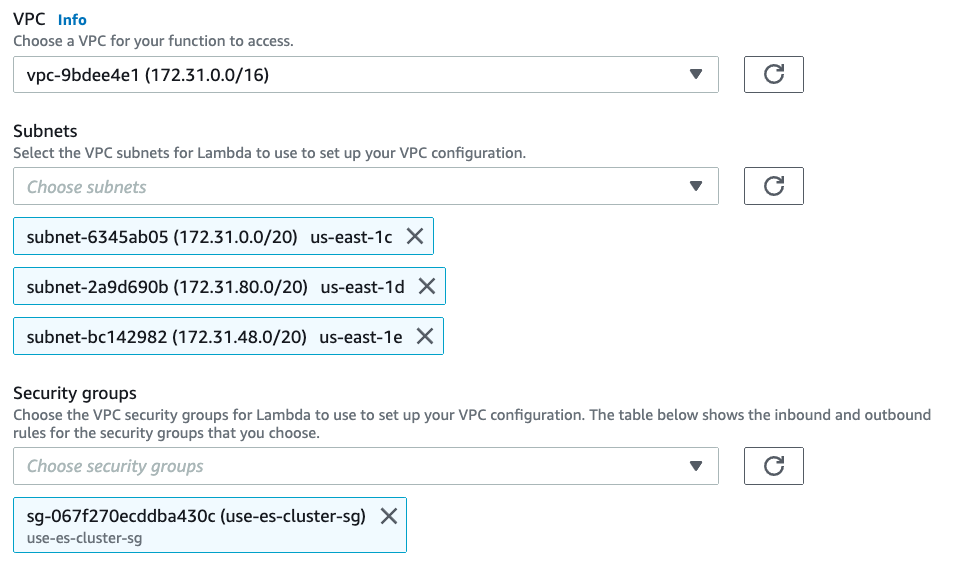 VPC Info
Choose a VPC for your function to access.
vpc-9bdee4e1 (172.31.0.0/16)
Subnets
Select the VPC subnets for Lambda to use to set up your VPC configuration.
Choose subnets
subnet-6345ab05 (172.31.0.0/20) us-east-1c
subnet-2a9d690b (172.31.80.0/20) us-east-1d
subnet-bc142982 (172.31.48.0/20) us-east-1e
Security groups
Choose the VPC security groups for Lambda to use to set up your VPC configuration. The table below shows the inbound and outbound
rules for the security groups that you choose.
Choose security groups
sg-067f270ecddba430c (use-es-cluster-sg)
use-es-cluster-sg